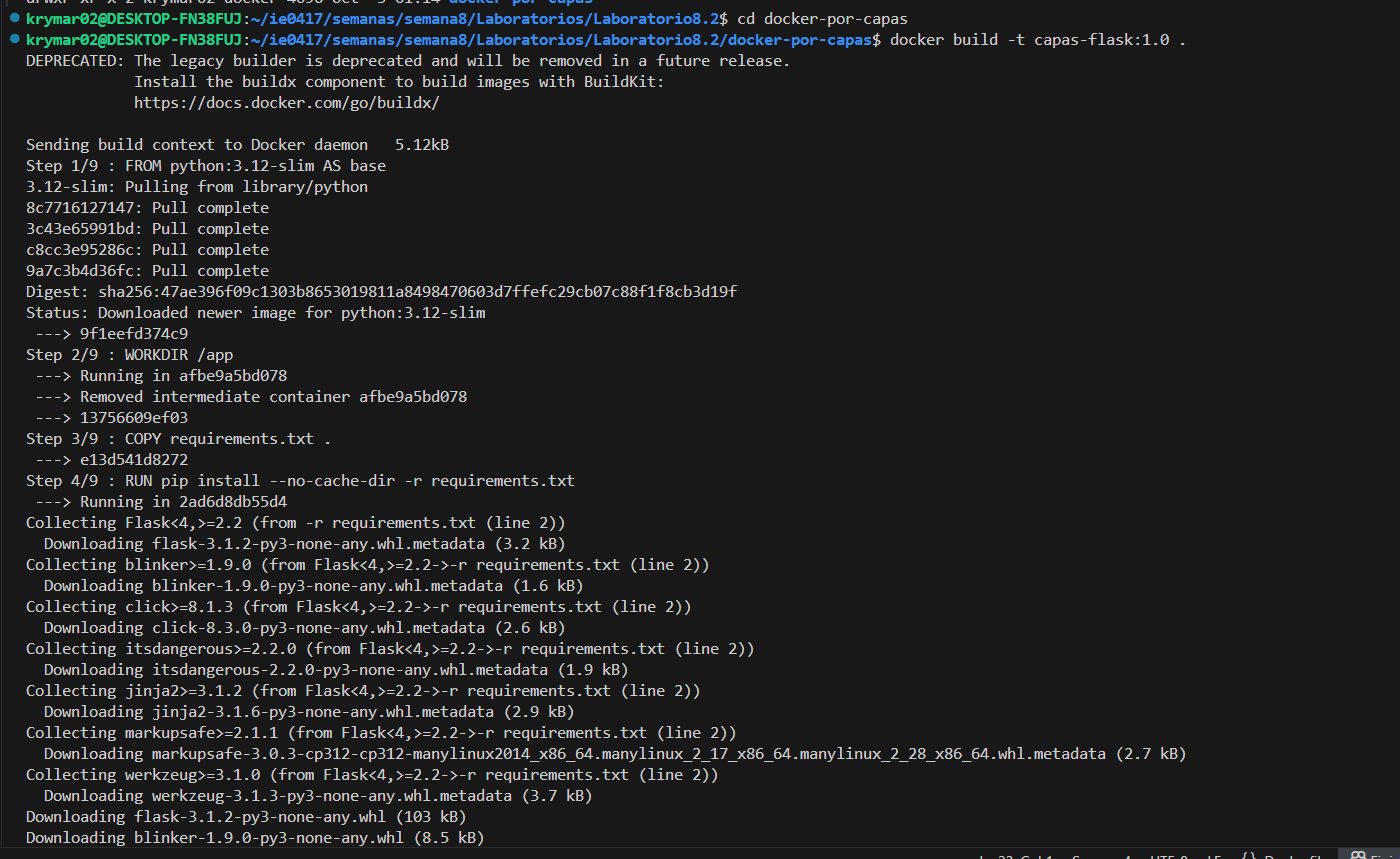 krymar02@DESKTOP-FN38FUJ:~/ie0417/semanas/semana8/Laboratorios/Laboratorio8.2$ cd docker-por-capas
krymar02@DESKTOP-FN38FUJ:~/ie0417/semanas/semana8/Laboratorios/Laboratorio8.2/docker-por-capas$ docker build -t capas-flask:1.0 .
DEPRECATED: The legacy builder is deprecated and will be removed in a future release.
            Install the buildx component to build images with BuildKit:
            https://docs.docker.com/go/buildx/

Sending build context to Docker daemon   5.12kB
Step 1/9 : FROM python:3.12-slim AS base
3.12-slim: Pulling from library/python
8c7716127147: Pull complete
3c43e65991bd: Pull complete
c8cc3e95286c: Pull complete
9a7c3b4d36fc: Pull complete
Digest: sha256:47ae396f09c1303b8653019811a8498470603d7ffefc29cb07c88f1f8cb3d19f
Status: Downloaded newer image for python:3.12-slim
 ---> 9f1eefd374c9
Step 2/9 : WORKDIR /app
 ---> Running in afbe9a5bd078
 ---> Removed intermediate container afbe9a5bd078
 ---> 13756609ef03
Step 3/9 : COPY requirements.txt .
 ---> e13d541d8272
Step 4/9 : RUN pip install --no-cache-dir -r requirements.txt
 ---> Running in 2ad6d8db55d4
Collecting Flask<4,>=2.2 (from -r requirements.txt (line 2))
  Downloading flask-3.1.2-py3-none-any.whl.metadata (3.2 kB)
Collecting blinker>=1.9.0 (from Flask<4,>=2.2->-r requirements.txt (line 2))
  Downloading blinker-1.9.0-py3-none-any.whl.metadata (1.6 kB)
Collecting click>=8.1.3 (from Flask<4,>=2.2->-r requirements.txt (line 2))
  Downloading click-8.3.0-py3-none-any.whl.metadata (2.6 kB)
Collecting itsdangerous>=2.2.0 (from Flask<4,>=2.2->-r requirements.txt (line 2))
  Downloading itsdangerous-2.2.0-py3-none-any.whl.metadata (1.9 kB)
Collecting jinja2>=3.1.2 (from Flask<4,>=2.2->-r requirements.txt (line 2))
  Downloading jinja2-3.1.6-py3-none-any.whl.metadata (2.9 kB)
Collecting markupsafe>=2.1.1 (from Flask<4,>=2.2->-r requirements.txt (line 2))
  Downloading markupsafe-3.0.3-cp312-cp312-manylinux2014_x86_64.manylinux_2_17_x86_64.manylinux_2_28_x86_64.whl.metadata (2.7 kB)
Collecting werkzeug>=3.1.0 (from Flask<4,>=2.2->-r requirements.txt (line 2))
  Downloading werkzeug-3.1.3-py3-none-any.whl.metadata (3.7 kB)
Downloading flask-3.1.2-py3-none-any.whl (103 kB)
Downloading blinker-1.9.0-py3-none-any.whl (8.5 kB)